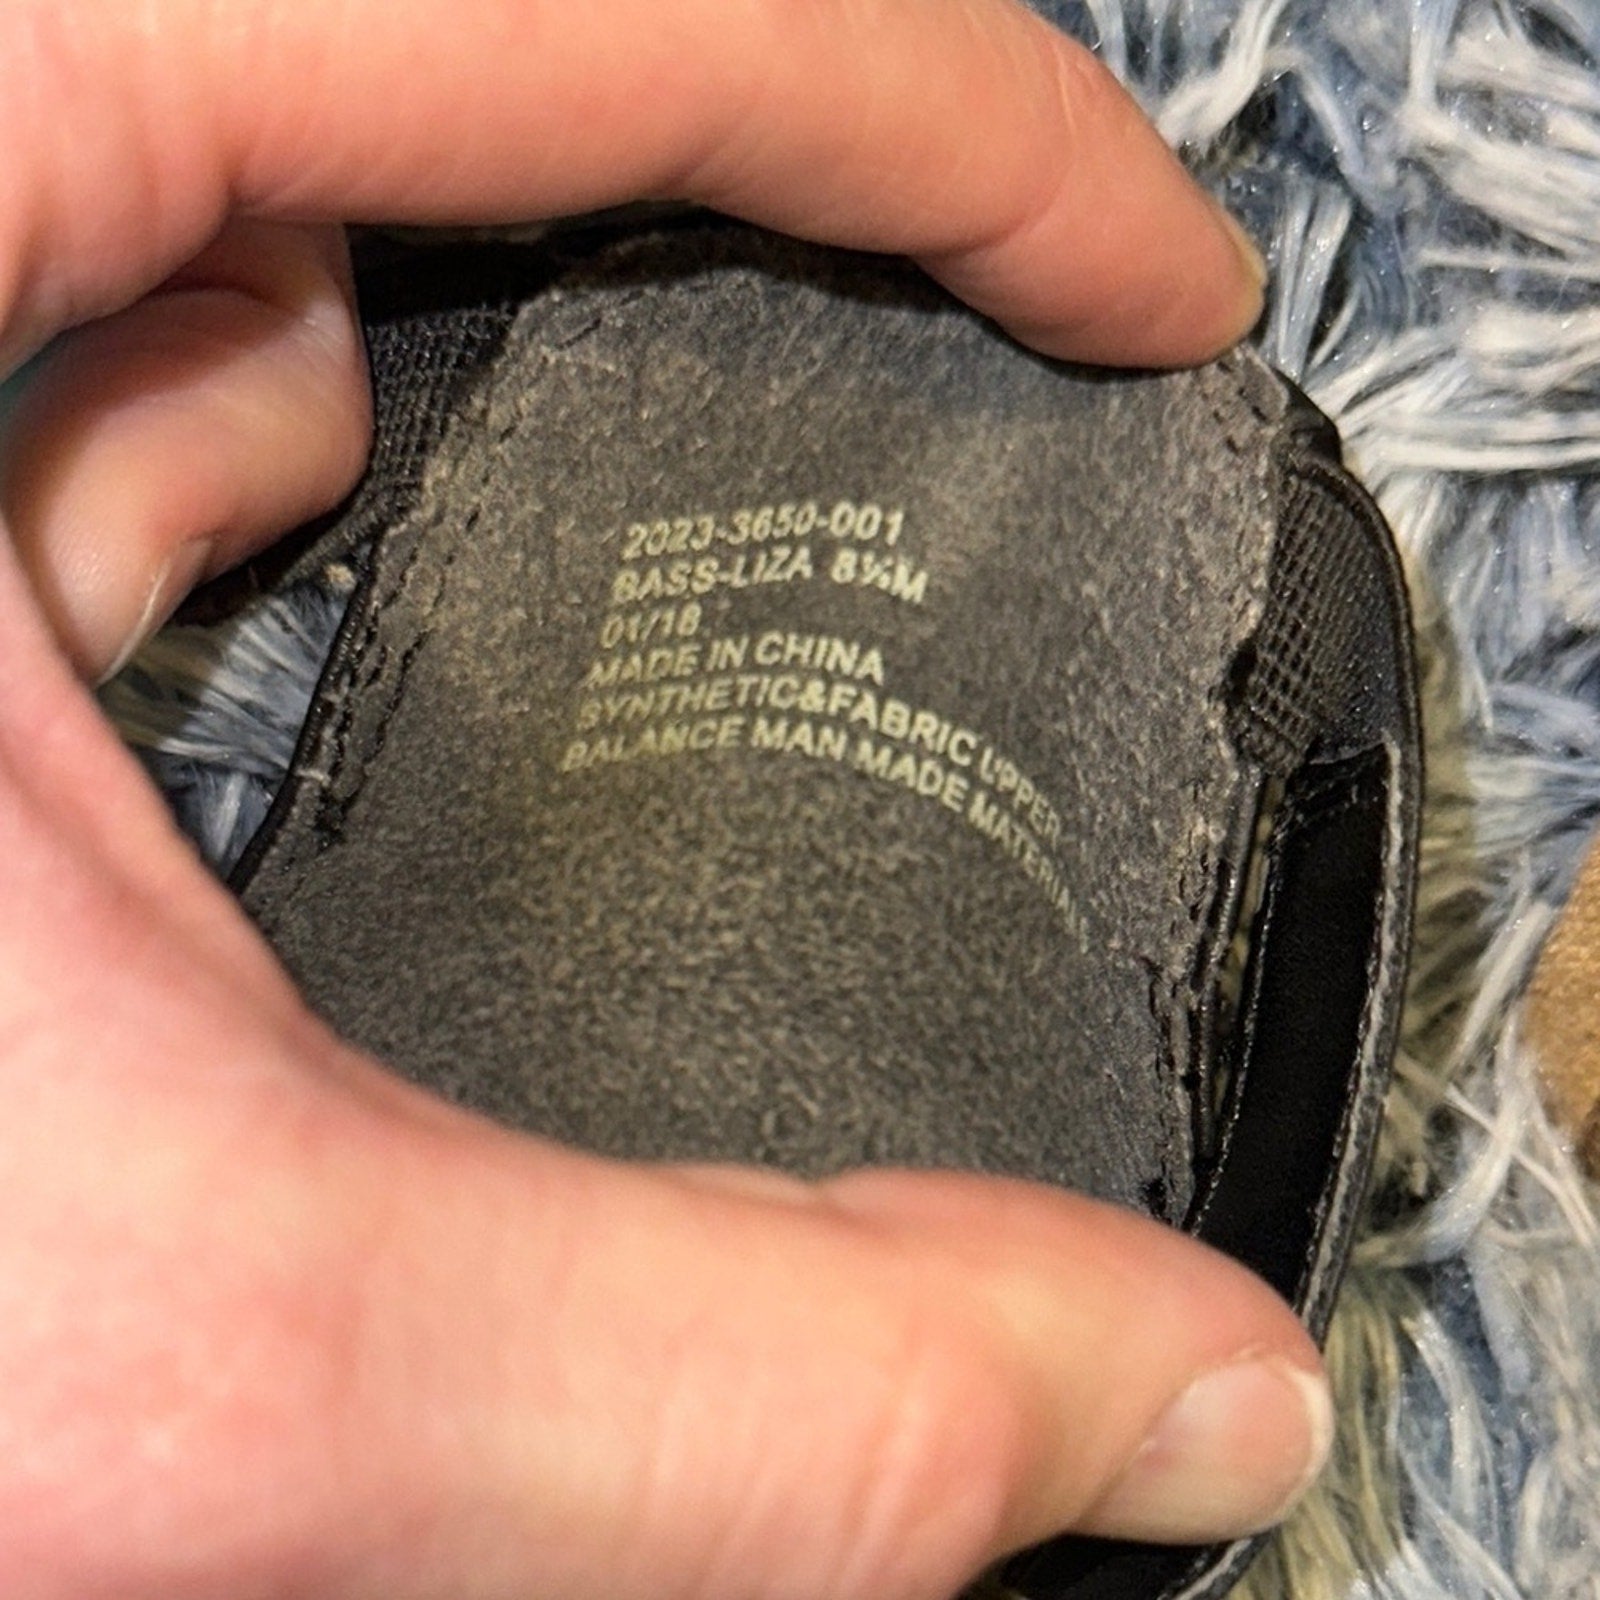 2023-3650-001
BASS-LIZA 8½M
01/18
MADE IN CHINA
SYNTHETIC&FABRIC UPPER
BALANCE MAN MADE MATERIAL